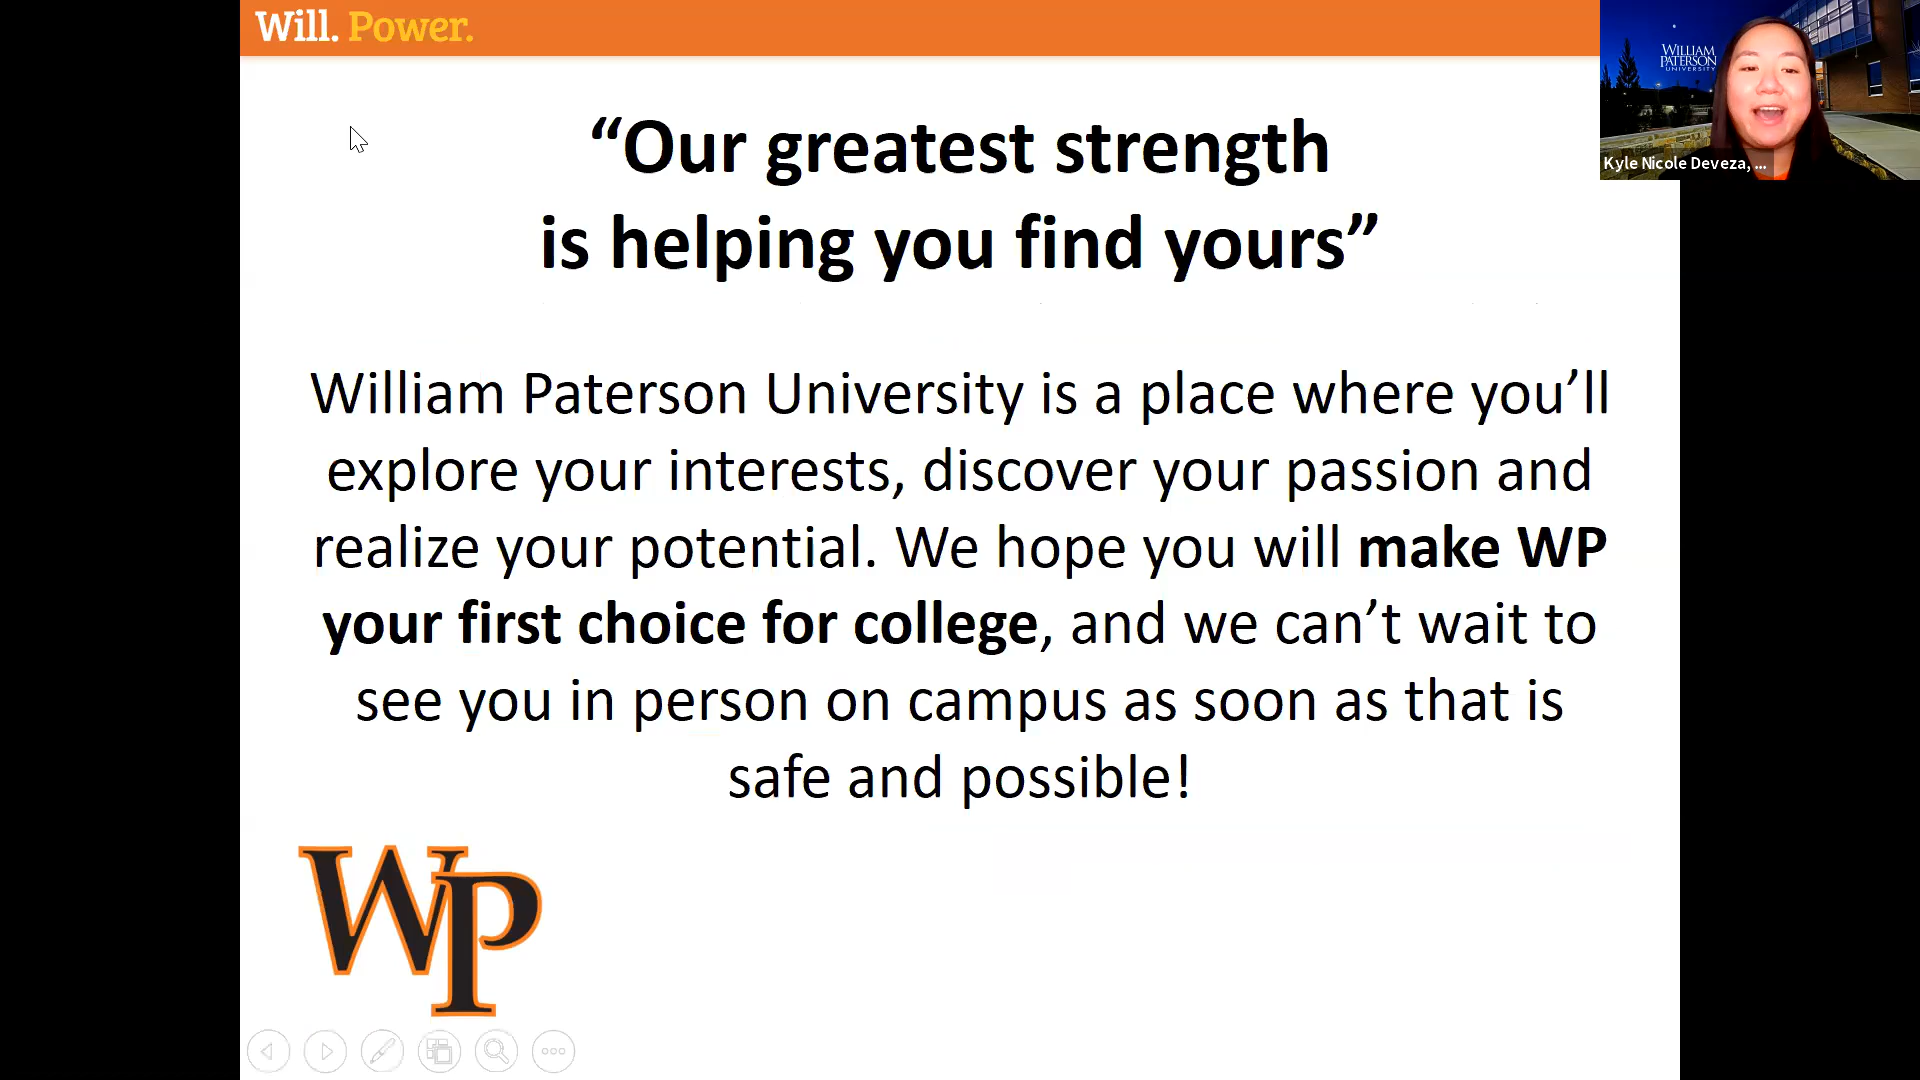 Will. Power.
WILLIAM
PATERSON
UNIVERSITY
Kyle Nicole Deveza, ...
“Our greatest strength
is helping you find yours”
William Paterson University is a place where you’ll
explore your interests, discover your passion and
realize your potential. We hope you will make WP
your first choice for college, and we can’t wait to
see you in person on campus as soon as that is
safe and possible!
WP